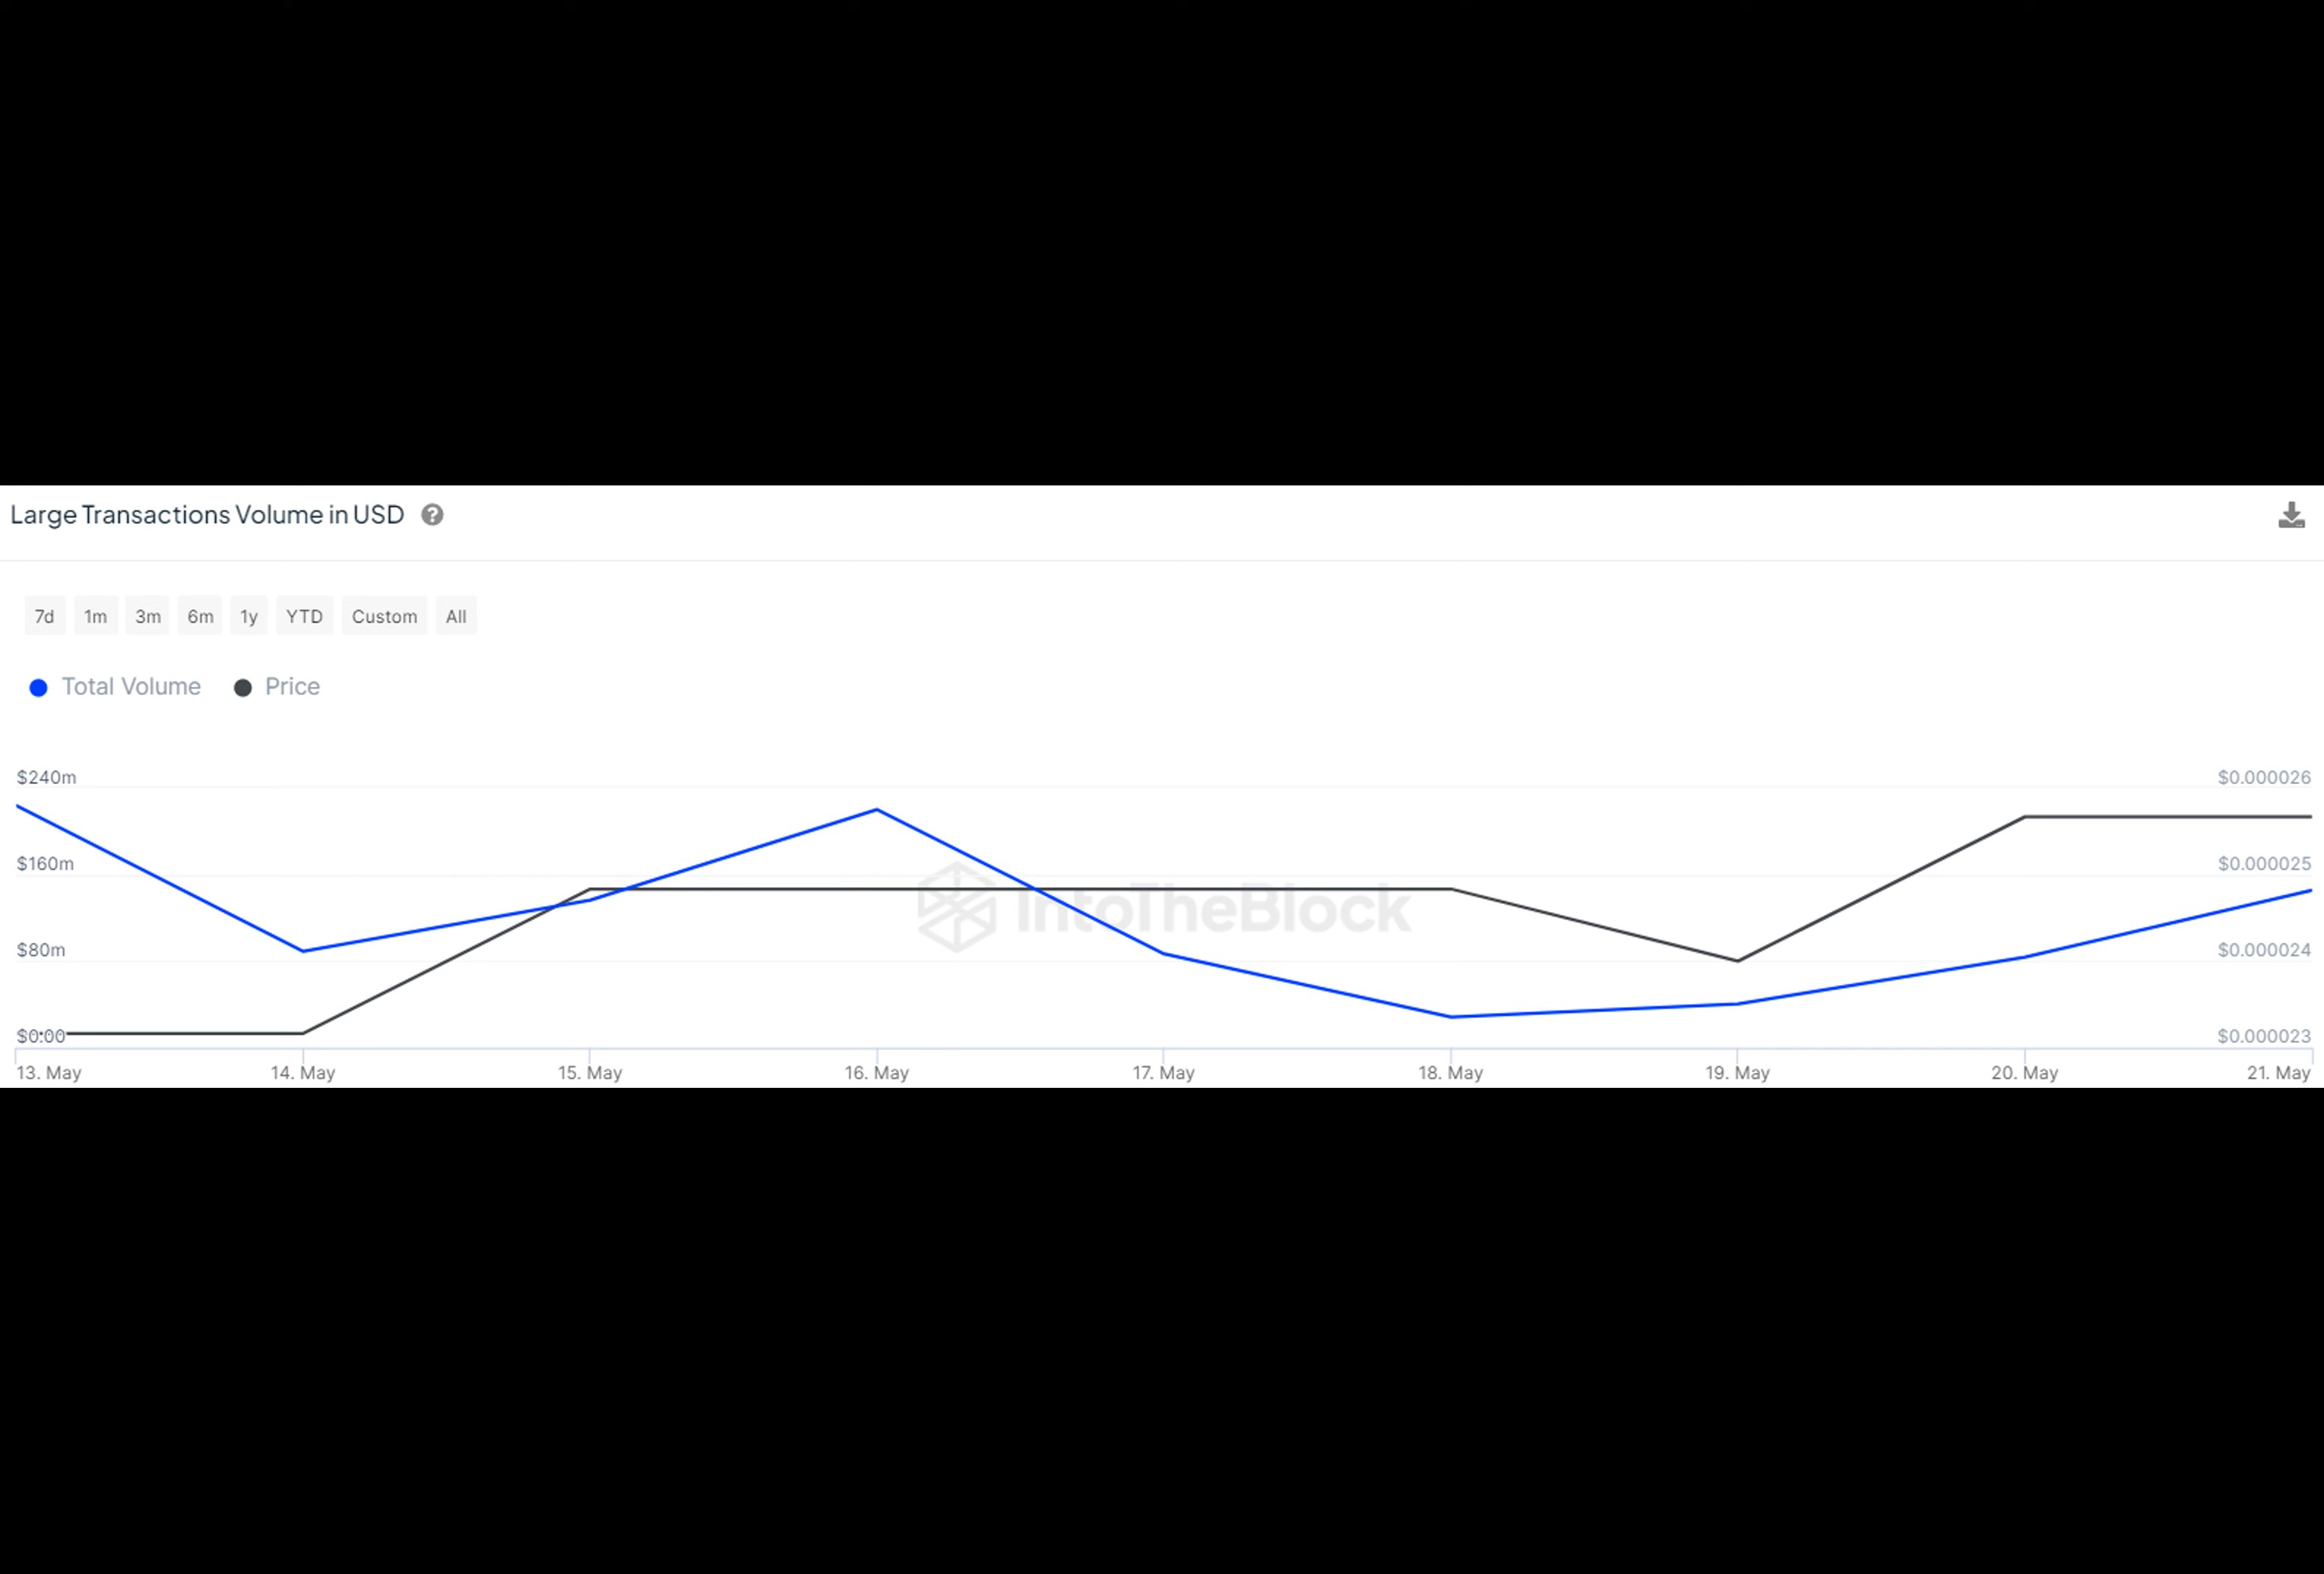 Large Transactions Volume in USD ?
7d 1m 3m 6m 1y YTD Custom All
Total Volume Price
$240m $0.000026
$160m $0.000025
IntoTheBlock
$80m $0.000024
$0.00 $0.000023
13. May 14. May 15. May 16. May 17. May 18. May 19. May 20. May 21. May